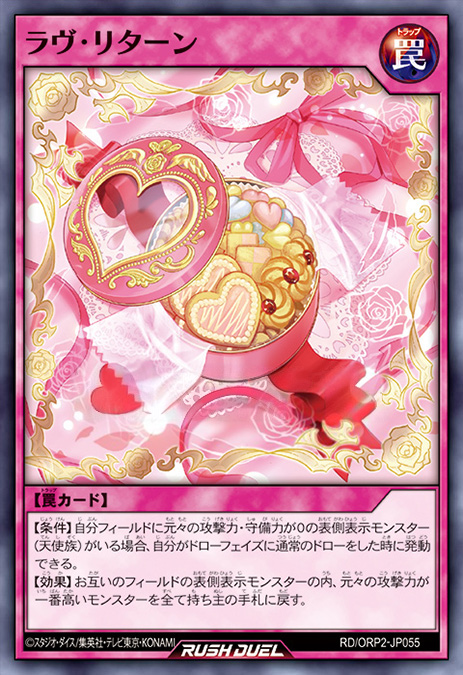 ラヴ・リターン
トラップ
罠
【罠カード】
【条件】自分フィールドに元々の攻撃力・守備力が0の表側表示モンスター
(天使族)がいる場合、自分がドローフェイズに通常のドローをした時に発動
できる。
【効果】お互いのフィールドの表側表示モンスターの内、元々の攻撃力が
一番高いモンスターを全て持ち主の手札に戻す。
©スタジオ・ダイス/集英社・テレビ東京・KONAMI
RUSH DUEL
RD/ORP2-JP055